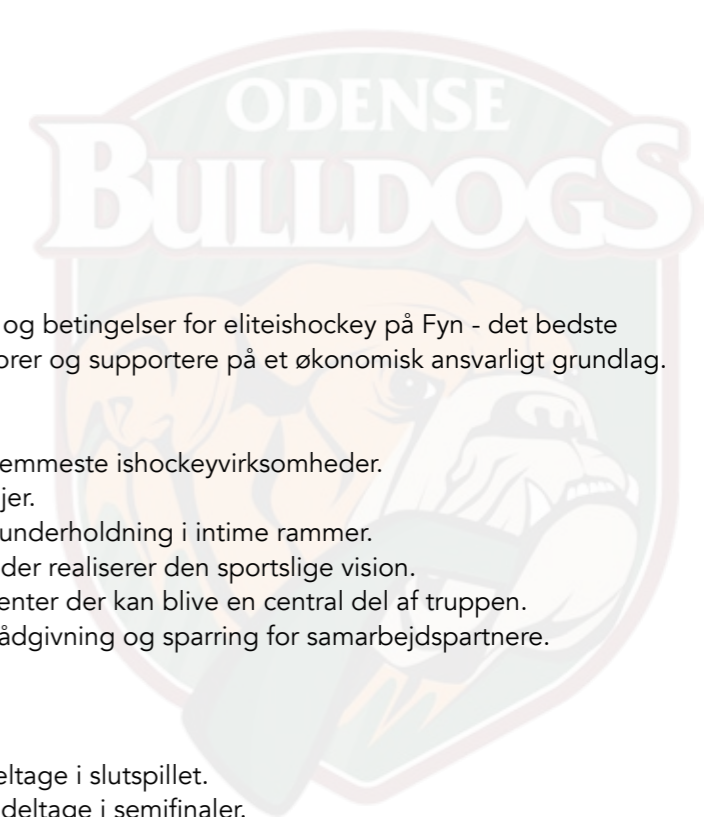 ODENSE
BULLDOGS
og betingelser for eliteishockey på Fyn - det bedste
orer og supportere på et økonomisk ansvarligt grundlag.
emmeste ishockeyvirksomheder.
jer.
underholdning i intime rammer.
der realiserer den sportslige vision.
enter der kan blive en central del af truppen.
ådgivning og sparring for samarbejdspartnere.
eltage i slutspillet.
deltage i semifinaler.